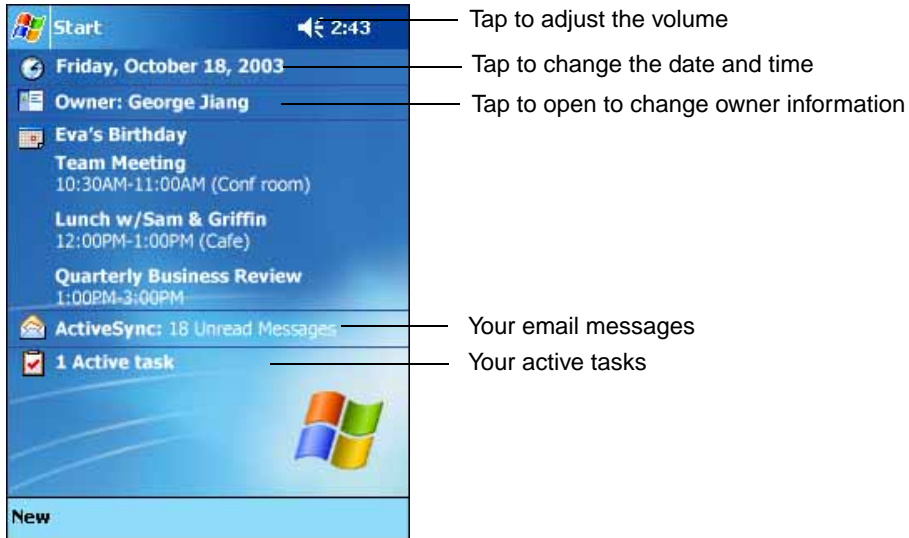 Start 2:43 Tap to adjust the volume
Friday, October 18, 2003 Tap to change the date and time
Owner: George Jiang Tap to open to change owner information
Eva's Birthday
Team Meeting
10:30AM-11:00AM (Conf room)
Lunch w/Sam & Griffin
12:00PM-1:00PM (Cafe)
Quarterly Business Review
1:00PM-3:00PM
ActiveSync: 18 Unread Messages Your email messages
1 Active task Your active tasks
New